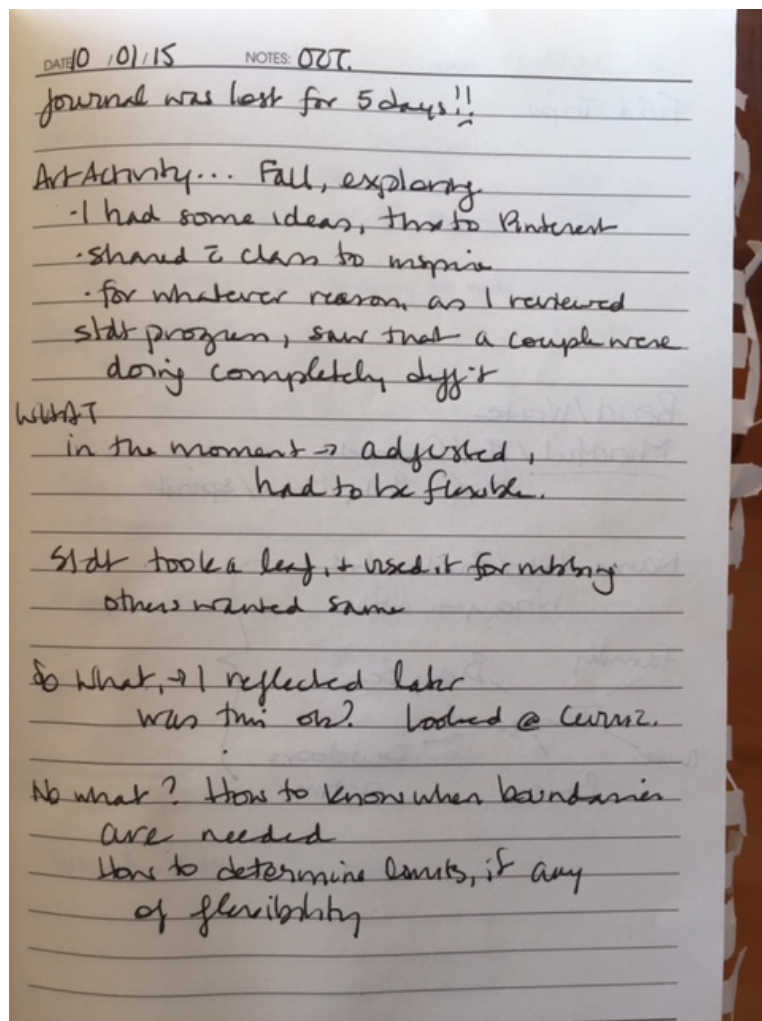 DATE 10 / 01 / 15 NOTES: OCT.
Journal was lost for 5 days!!
Art Activity... Fall, exploring
· I had some ideas, thx to Pinterest
· shared c̄ class to inspire
· for whatever reason, as I reviewed
stdt progress, saw that a couple were
doing completely diff't
WHAT
in the moment → adjusted,
had to be flexible.
Stdt took a leaf, + used it for rubbing
others wanted same
So What, → I reflected later
was this ok? Looked @ curric.
No what? How to know when boundaries
are needed
How to determine limits, if any
of flexibility